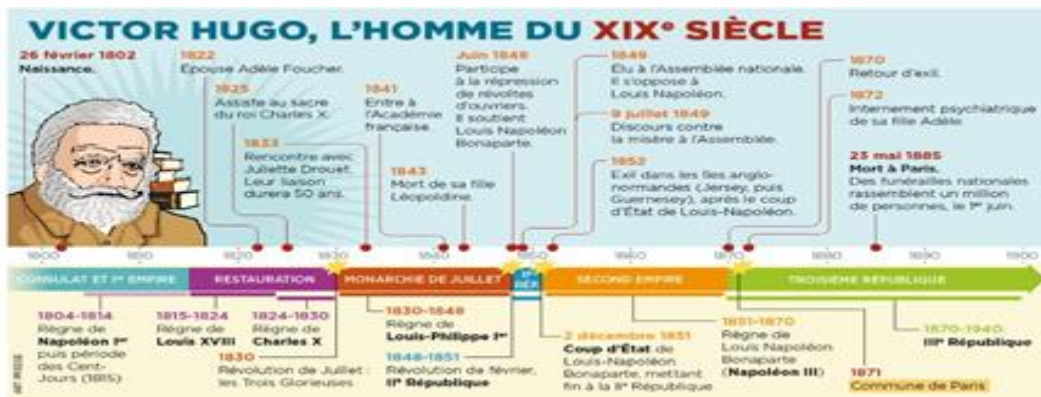 VICTOR HUGO, L'HOMME DU XIXe SIÈCLE
26 février 1802
Naissance.
1822
Épouse Adèle Foucher.
1825
Assiste au sacre
du roi Charles X.
1833
Rencontre avec
Juliette Drouet.
Leur liaison
durera 50 ans.
1841
Entre à
l'Académie
française.
1843
Mort de sa fille
Léopoldine.
Juin 1848
Participe
à la répression
de révoltes
d'ouvriers.
Il soutient
Louis Napoléon
Bonaparte.
1849
Élu à l'Assemblée nationale.
Il s'oppose à
Louis Napoléon.
9 juillet 1849
Discours contre
la misère à l'Assemblée.
1852
Exil dans les îles anglo-
normandes (Jersey, puis
Guernesey), après le coup
d'État de Louis-Napoléon.
1870
Retour d'exil.
1872
Internement psychiatrique
de sa fille Adèle.
23 mai 1885
Mort à Paris.
Des funérailles nationales
rassemblent un million
de personnes, le 1er juin.
1800 1810 1820 1830 1840 1850 1860 1870 1880 1890 1900
CONSULAT ET Ier EMPIRE
RESTAURATION
MONARCHIE DE JUILLET
IIe RÉP.
SECOND EMPIRE
TROISIÈME RÉPUBLIQUE
1804-1814
Règne de
Napoléon Ier
puis période
des Cent-
Jours (1815)
1815-1824
Règne de
Louis XVIII
1824-1830
Règne de
Charles X
1830
Révolution de Juillet :
les Trois Glorieuses
1830-1848
Règne de
Louis-Philippe Ier
1848-1851
Révolution de février,
IIe République
2 décembre 1851
Coup d'État de
Louis-Napoléon
Bonaparte, mettant
fin à la IIe République
1851-1870
Règne de
Louis Napoléon
Bonaparte
(Napoléon III)
1871
Commune de Paris
1870-1940
IIIe République